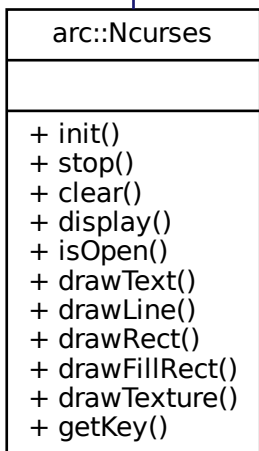 arc::Ncurses
+ init()
+ stop()
+ clear()
+ display()
+ isOpen()
+ drawText()
+ drawLine()
+ drawRect()
+ drawFillRect()
+ drawTexture()
+ getKey()